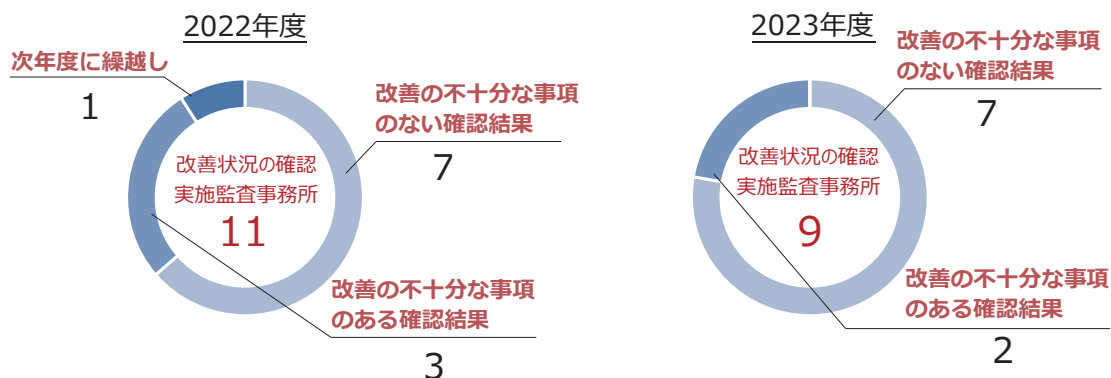 2022年度
次年度に繰越し
1
改善の不十分な事項
のない確認結果
7
改善状況の確認
実施監査事務所
11
改善の不十分な事項
のある確認結果
3
2023年度
改善の不十分な事項
のない確認結果
7
改善状況の確認
実施監査事務所
9
改善の不十分な事項
のある確認結果
2